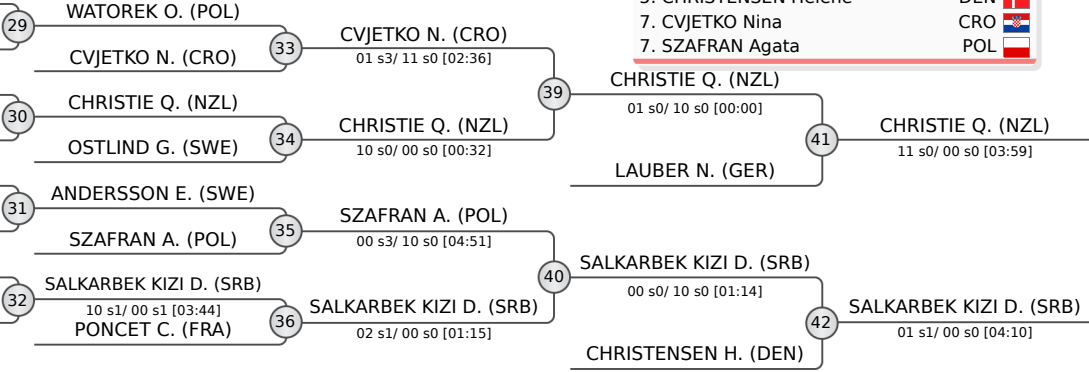 5. CHRISTENSEN Helene DEN
7. CVJETKO Nina CRO
7. SZAFRAN Agata POL
29
WATOREK O. (POL)
CVJETKO N. (CRO)
33
CVJETKO N. (CRO)
01 s3/ 11 s0 [02:36]
30
CHRISTIE Q. (NZL)
OSTLIND G. (SWE)
34
CHRISTIE Q. (NZL)
10 s0/ 00 s0 [00:32]
39
CHRISTIE Q. (NZL)
01 s0/ 10 s0 [00:00]
LAUBER N. (GER)
41
CHRISTIE Q. (NZL)
11 s0/ 00 s0 [03:59]
31
ANDERSSON E. (SWE)
SZAFRAN A. (POL)
35
SZAFRAN A. (POL)
00 s3/ 10 s0 [04:51]
32
SALKARBEK KIZI D. (SRB)
10 s1/ 00 s1 [03:44]
PONCET C. (FRA)
36
SALKARBEK KIZI D. (SRB)
02 s1/ 00 s0 [01:15]
40
SALKARBEK KIZI D. (SRB)
00 s0/ 10 s0 [01:14]
CHRISTENSEN H. (DEN)
42
SALKARBEK KIZI D. (SRB)
01 s1/ 00 s0 [04:10]